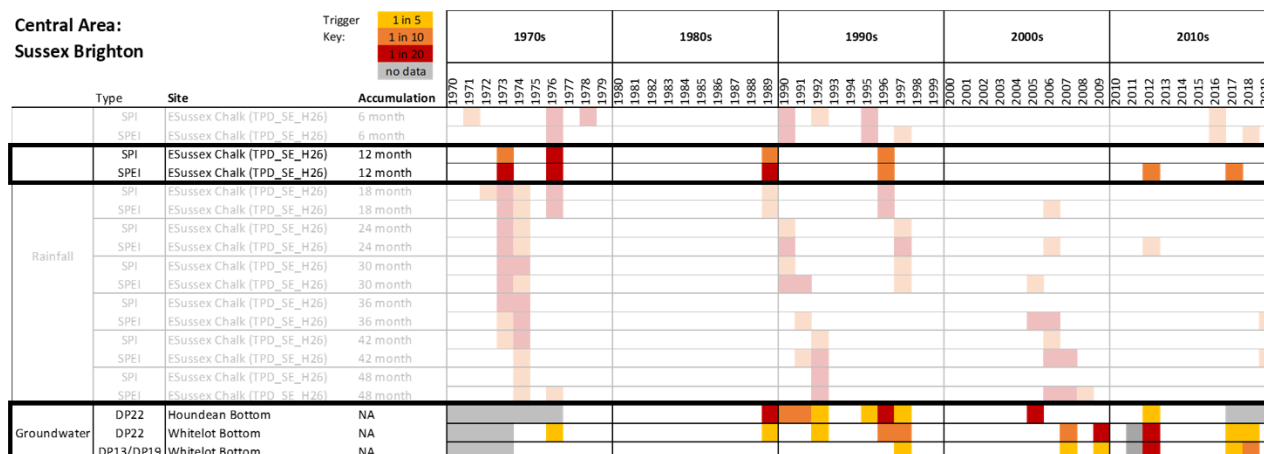 Central Area:
Sussex Brighton
Trigger Key:
1 in 5
1 in 10
1 in 20
no data
1970s 1980s 1990s 2000s 2010s
Type Site Accumulation 1970 1971 1972 1973 1974 1975 1976 1977 1978 1979 1980 1981 1982 1983 1984 1985 1986 1987 1988 1989 1990 1991 1992 1993 1994 1995 1996 1997 1998 1999 2000 2001 2002 2003 2004 2005 2006 2007 2008 2009 2010 2011 2012 2013 2014 2015 2016 2017 2018
SPI ESussex Chalk (TPD_SE_H26) 6 month
SPEI ESussex Chalk (TPD_SE_H26) 6 month
SPI ESussex Chalk (TPD_SE_H26) 12 month
SPEI ESussex Chalk (TPD_SE_H26) 12 month
SPI ESussex Chalk (TPD_SE_H26) 18 month
SPEI ESussex Chalk (TPD_SE_H26) 18 month
SPI ESussex Chalk (TPD_SE_H26) 24 month
Rainfall SPEI ESussex Chalk (TPD_SE_H26) 24 month
SPI ESussex Chalk (TPD_SE_H26) 30 month
SPEI ESussex Chalk (TPD_SE_H26) 30 month
SPI ESussex Chalk (TPD_SE_H26) 36 month
SPEI ESussex Chalk (TPD_SE_H26) 36 month
SPI ESussex Chalk (TPD_SE_H26) 42 month
SPEI ESussex Chalk (TPD_SE_H26) 42 month
SPI ESussex Chalk (TPD_SE_H26) 48 month
SPEI ESussex Chalk (TPD_SE_H26) 48 month
DP22 Houndean Bottom NA
Groundwater DP22 Whitelot Bottom NA
DP13/DP19 Whitelot Bottom NA